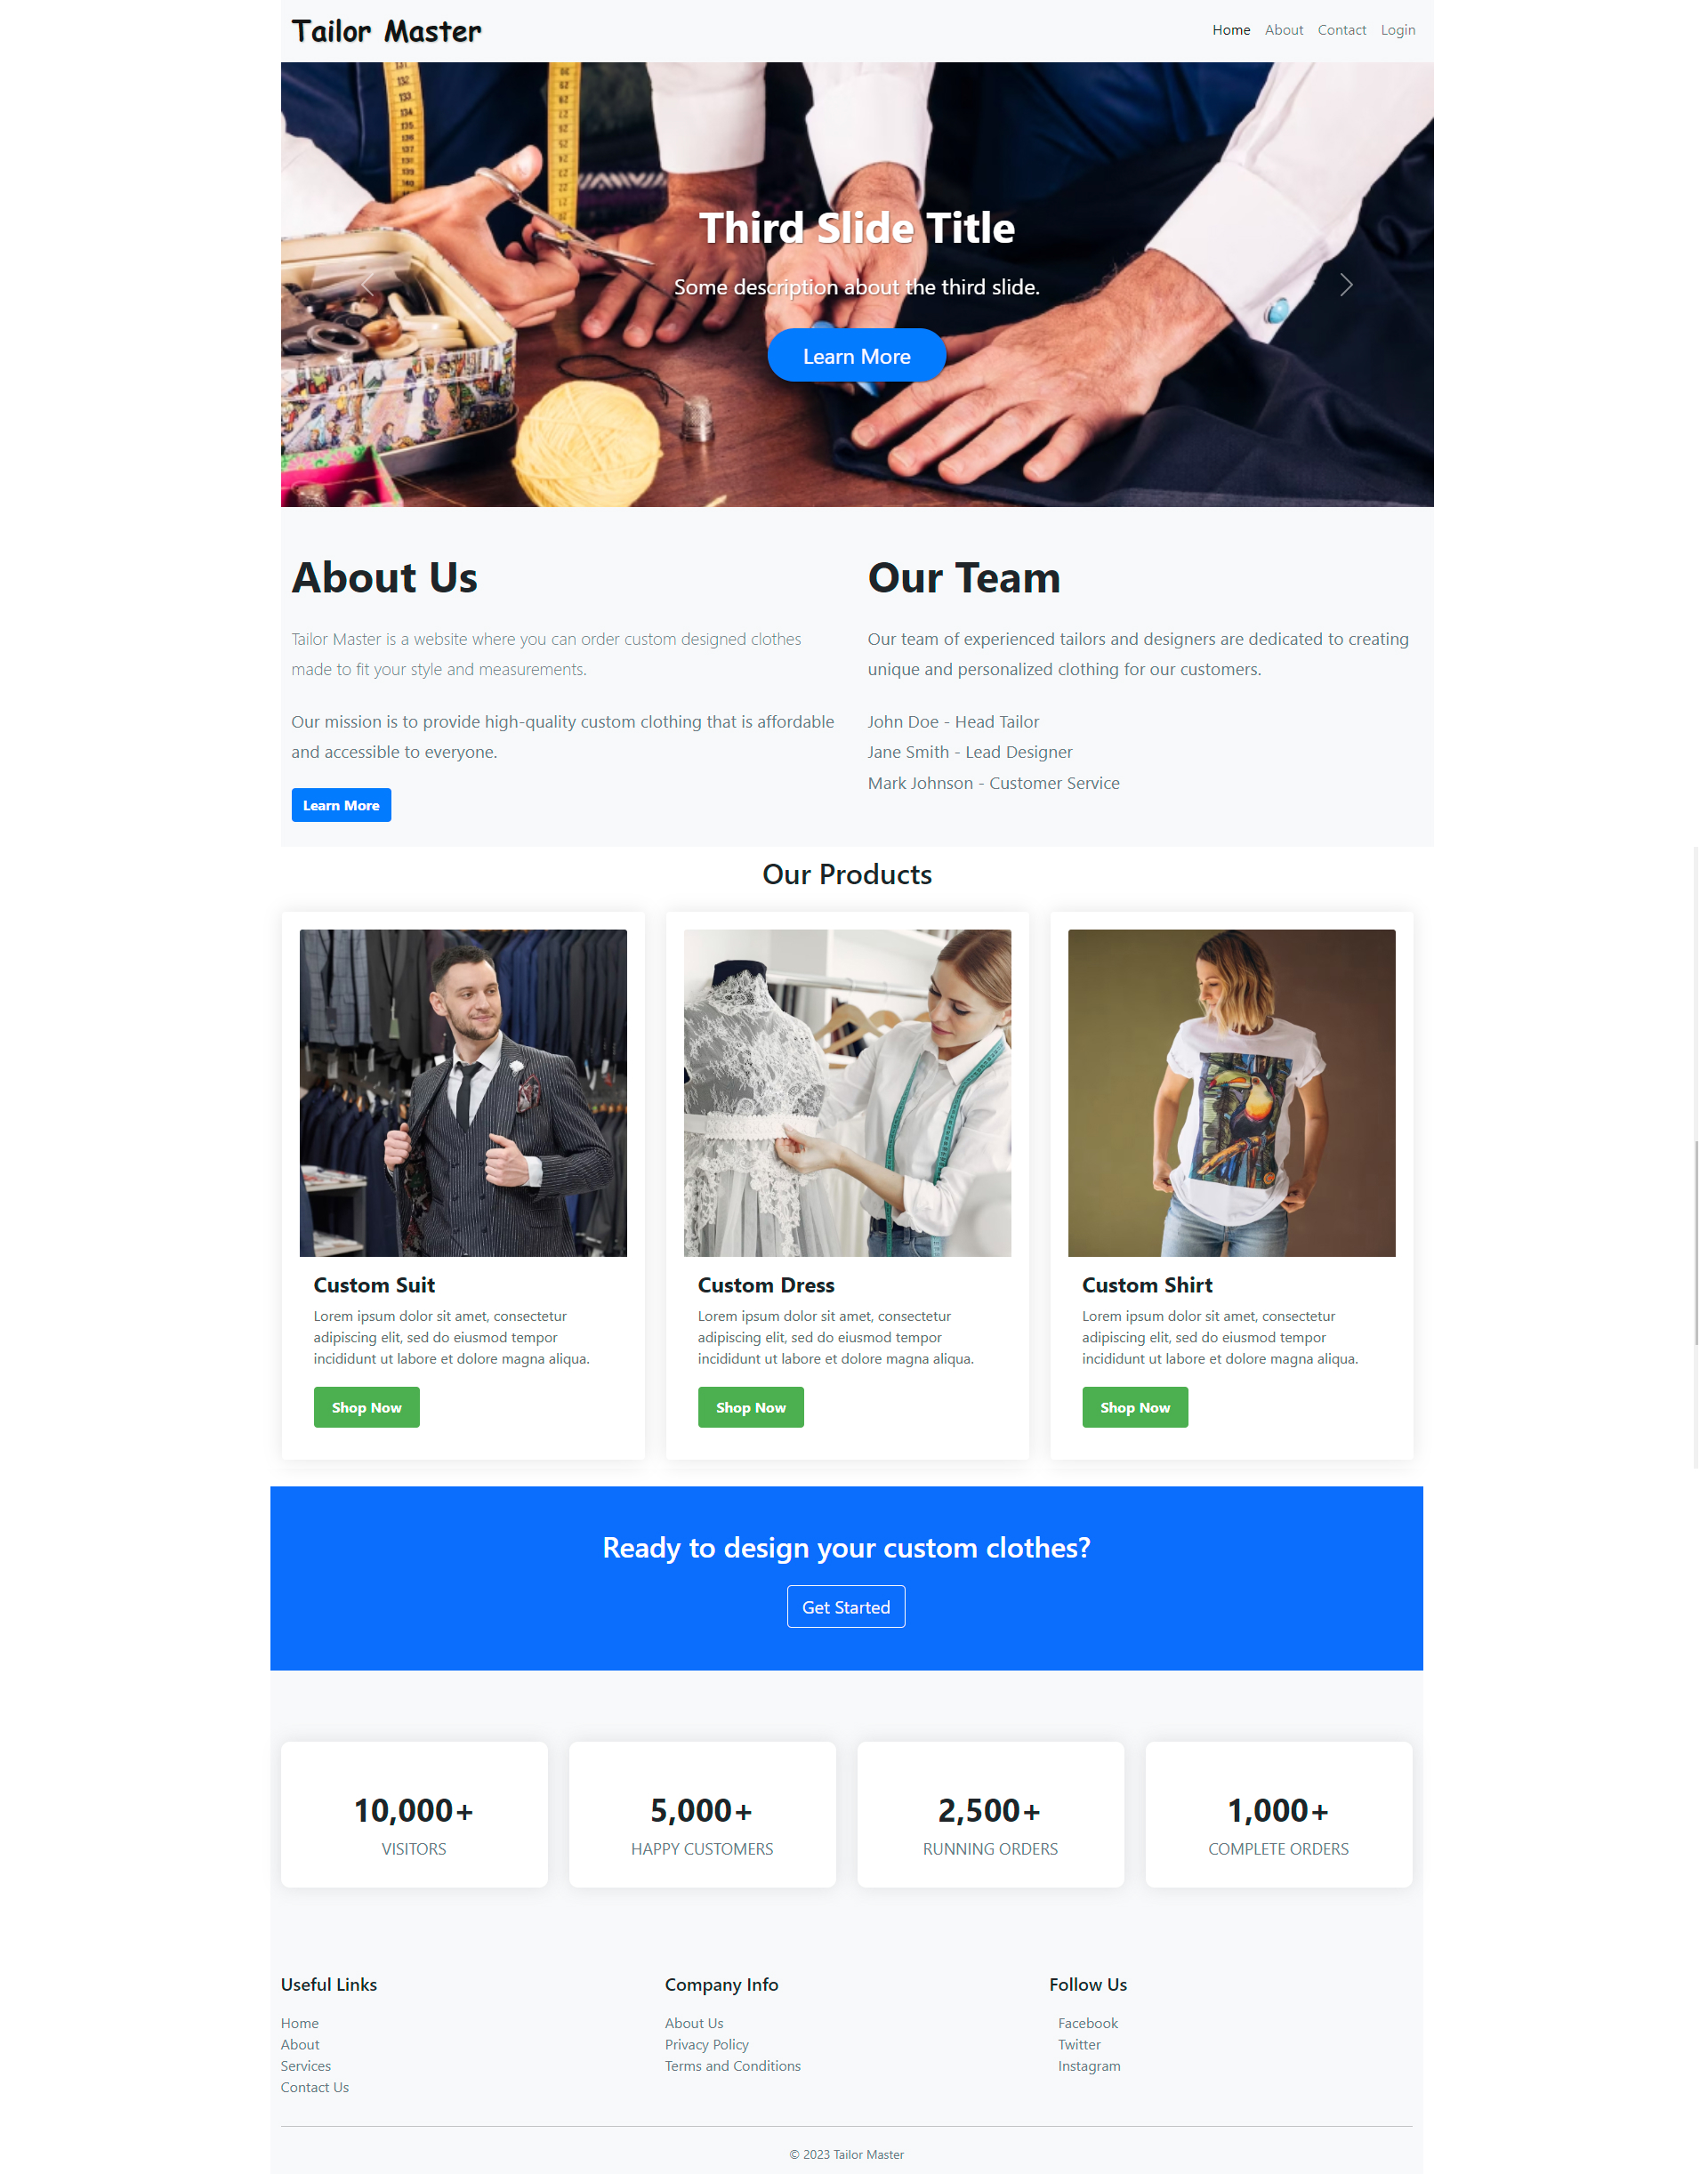 Tailor Master
Home About Contact Login
Third Slide Title
Some description about the third slide.
Learn More
About Us
Tailor Master is a website where you can order custom designed clothes
made to fit your style and measurements.
Our mission is to provide high-quality custom clothing that is affordable
and accessible to everyone.
Learn More
Our Team
Our team of experienced tailors and designers are dedicated to creating
unique and personalized clothing for our customers.
John Doe - Head Tailor
Jane Smith - Lead Designer
Mark Johnson - Customer Service
Our Products
Custom Suit
Lorem ipsum dolor sit amet, consectetur
adipiscing elit, sed do eiusmod tempor
incididunt ut labore et dolore magna aliqua.
Shop Now
Custom Dress
Lorem ipsum dolor sit amet, consectetur
adipiscing elit, sed do eiusmod tempor
incididunt ut labore et dolore magna aliqua.
Shop Now
Custom Shirt
Lorem ipsum dolor sit amet, consectetur
adipiscing elit, sed do eiusmod tempor
incididunt ut labore et dolore magna aliqua.
Shop Now
Ready to design your custom clothes?
Get Started
10,000+
VISITORS
5,000+
HAPPY CUSTOMERS
2,500+
RUNNING ORDERS
1,000+
COMPLETE ORDERS
Useful Links
Home
About
Services
Contact Us
Company Info
About Us
Privacy Policy
Terms and Conditions
Follow Us
Facebook
Twitter
Instagram
© 2023 Tailor Master